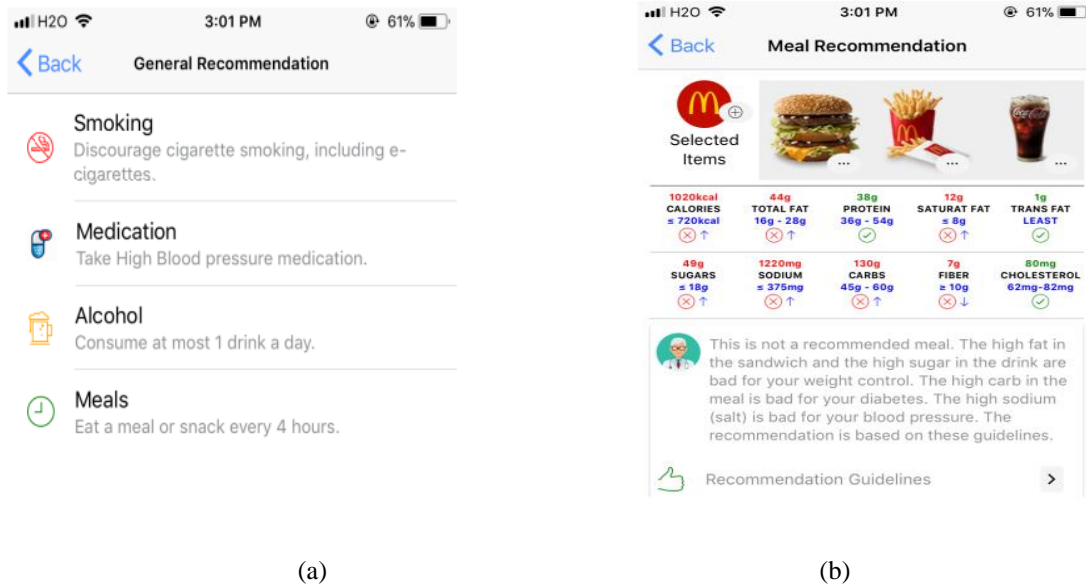 H2O 3:01 PM 61%
Back General Recommendation
Smoking
Discourage cigarette smoking, including e-
cigarettes.
Medication
Take High Blood pressure medication.
Alcohol
Consume at most 1 drink a day.
Meals
Eat a meal or snack every 4 hours.
(a)
H2O 3:01 PM 61%
Back Meal Recommendation
Selected
Items
Coca-Cola
1020kcal 44g 38g 12g 1g
CALORIES TOTAL FAT PROTEIN SATURAT FAT TRANS FAT
≤ 720kcal 16g - 28g 36g - 54g ≤ 8g LEAST
49g 1220mg 130g 7g 80mg
SUGARS SODIUM CARBS FIBER CHOLESTEROL
≤ 18g ≤ 375mg 45g - 60g ≥ 10g 62mg-82mg
This is not a recommended meal. The high fat in
the sandwich and the high sugar in the drink are
bad for your weight control. The high carb in the
meal is bad for your diabetes. The high sodium
(salt) is bad for your blood pressure. The
recommendation is based on these guidelines.
Recommendation Guidelines
(b)